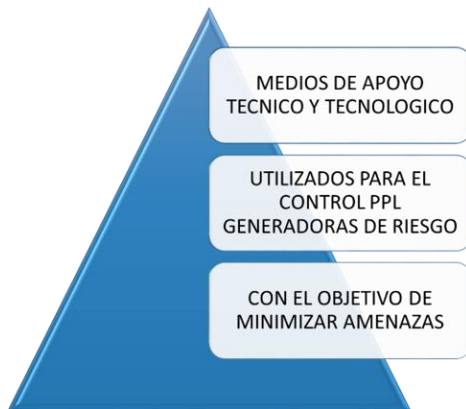 MEDIOS DE APOYO
TECNICO Y TECNOLOGICO
UTILIZADOS PARA EL
CONTROL PPL
GENERADORAS DE RIESGO
CON EL OBJETIVO DE
MINIMIZAR AMENAZAS